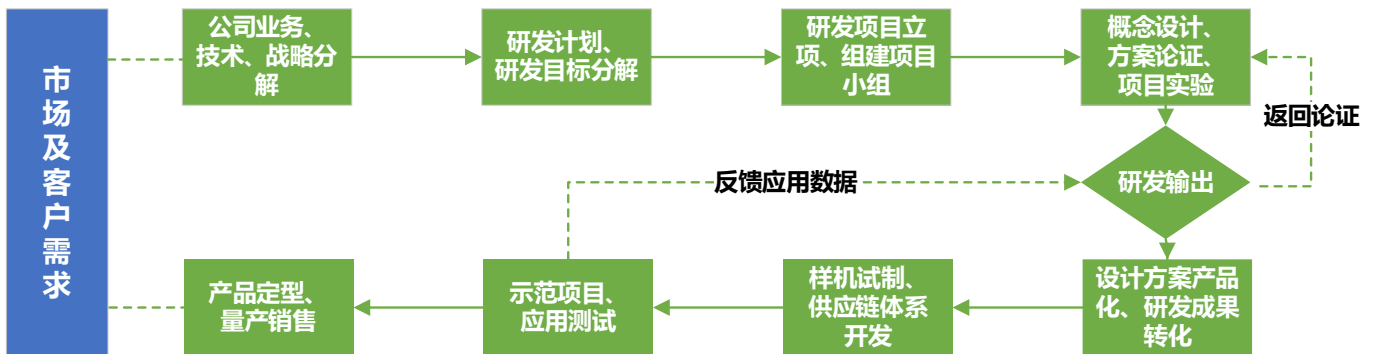 市
场
及
客
户
需
求
公司业务、
技术、战略分
解
研发计划、
研发目标分解
研发项目立
项、组建项目
小组
概念设计、
方案论证、
项目实验
返回论证
反馈应用数据
研发输出
产品定型、
量产销售
示范项目、
应用测试
样机试制、
供应链体系
开发
设计方案产品
化、研发成果
转化